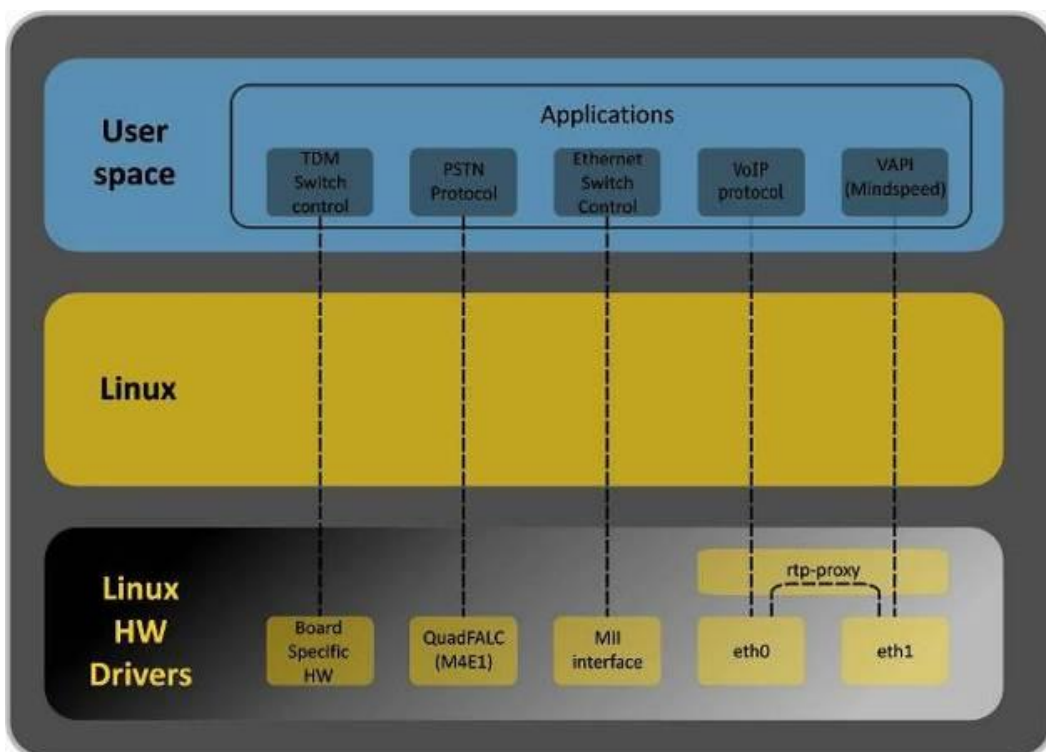 User
space
Applications
TDM
Switch
control
PSTN
Protocol
Ethernet
Switch
Control
VoIP
protocol
VAPI
(Mindspeed)
Linux
Linux
HW
Drivers
rtp-proxy
Board
Specific
HW
QuadFALC
(M4E1)
MII
interface
eth0
eth1